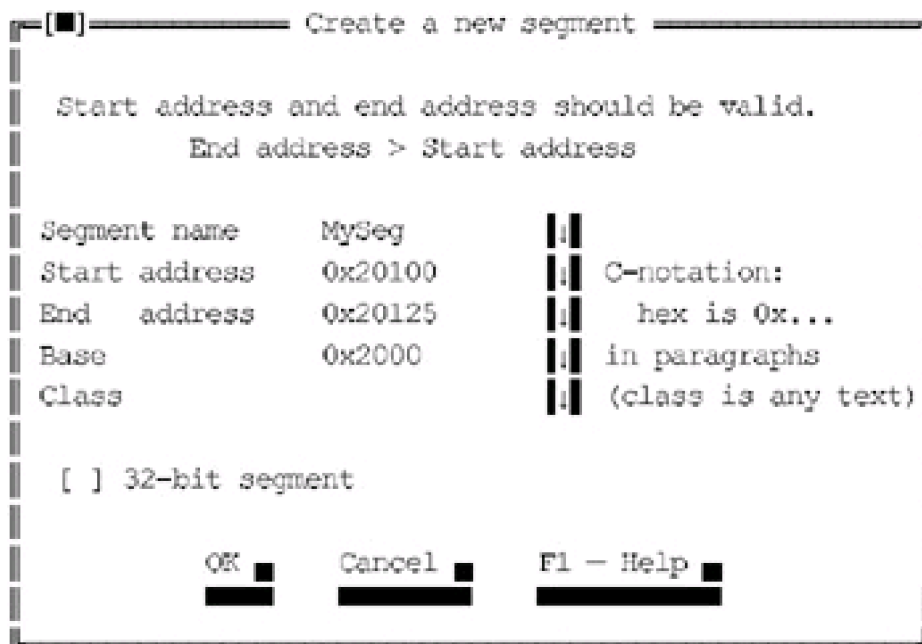 [■] Create a new segment
Start address and end address should be valid.
End address > Start address
Segment name MySeg ↓
Start address 0x20100 ↓ C-notation:
End address 0x20125 ↓ hex is 0x...
Base 0x2000 ↓ in paragraphs
Class ↓ (class is any text)
[ ] 32-bit segment
OK Cancel F1 — Help